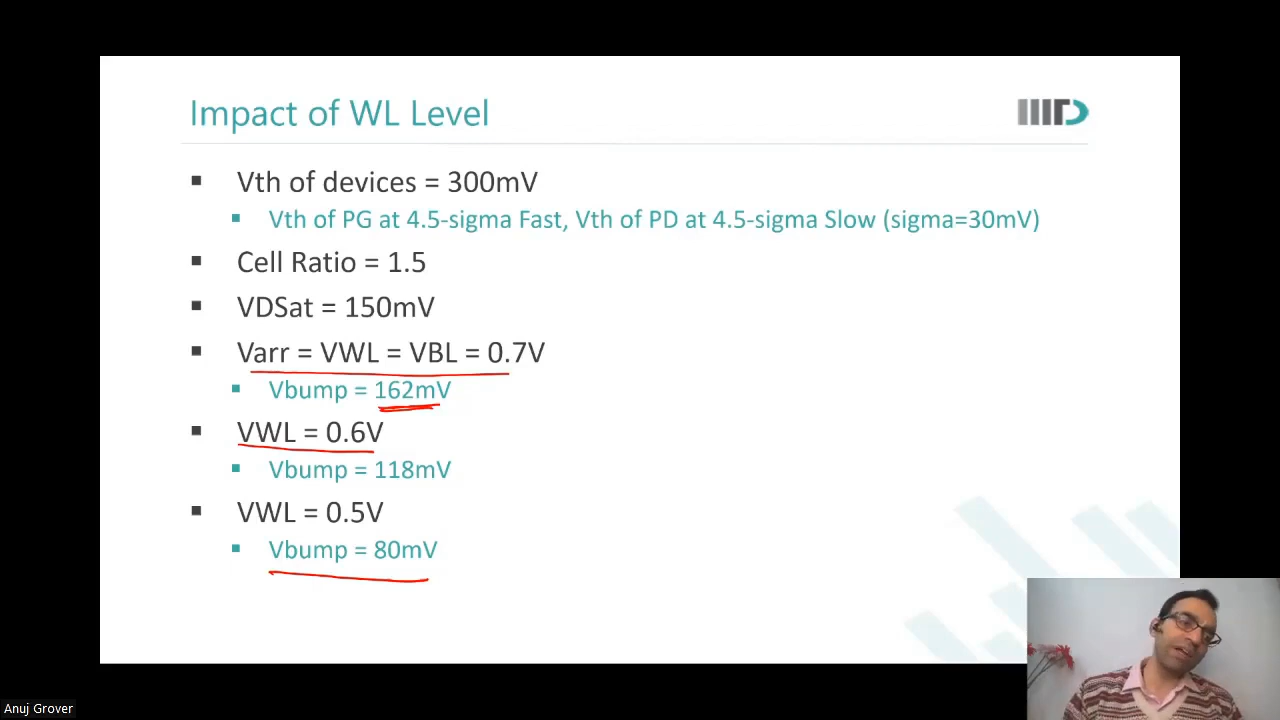 Impact of WL Level
IIITD
Vth of devices = 300mV
Vth of PG at 4.5-sigma Fast, Vth of PD at 4.5-sigma Slow (sigma=30mV)
Cell Ratio = 1.5
VDSat = 150mV
Varr = VWL = VBL = 0.7V
Vbump = 162mV
VWL = 0.6V
Vbump = 118mV
VWL = 0.5V
Vbump = 80mV
Anuj Grover